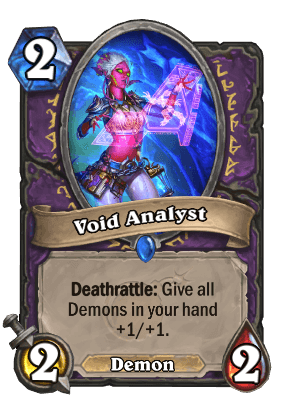 2
Void Analyst
Deathrattle: Give all
Demons in your hand
+1/+1.
2
Demon
2